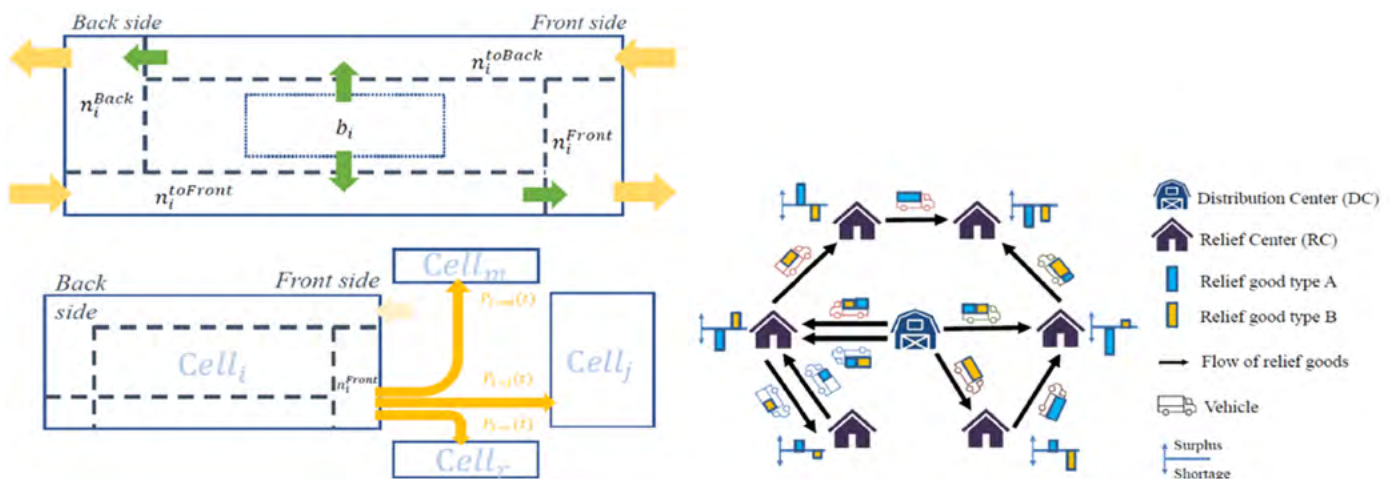 Back side
Front side
n_i^{toBack}
n_i^{Back}
b_i
n_i^{Front}
n_i^{toFront}
Back side
Front side
Cell_m
Cell_i
n_i^{Front}
Cell_j
Cell_r
Distribution Center (DC)
Relief Center (RC)
Relief good type A
Relief good type B
Flow of relief goods
Vehicle
Surplus
Shortage